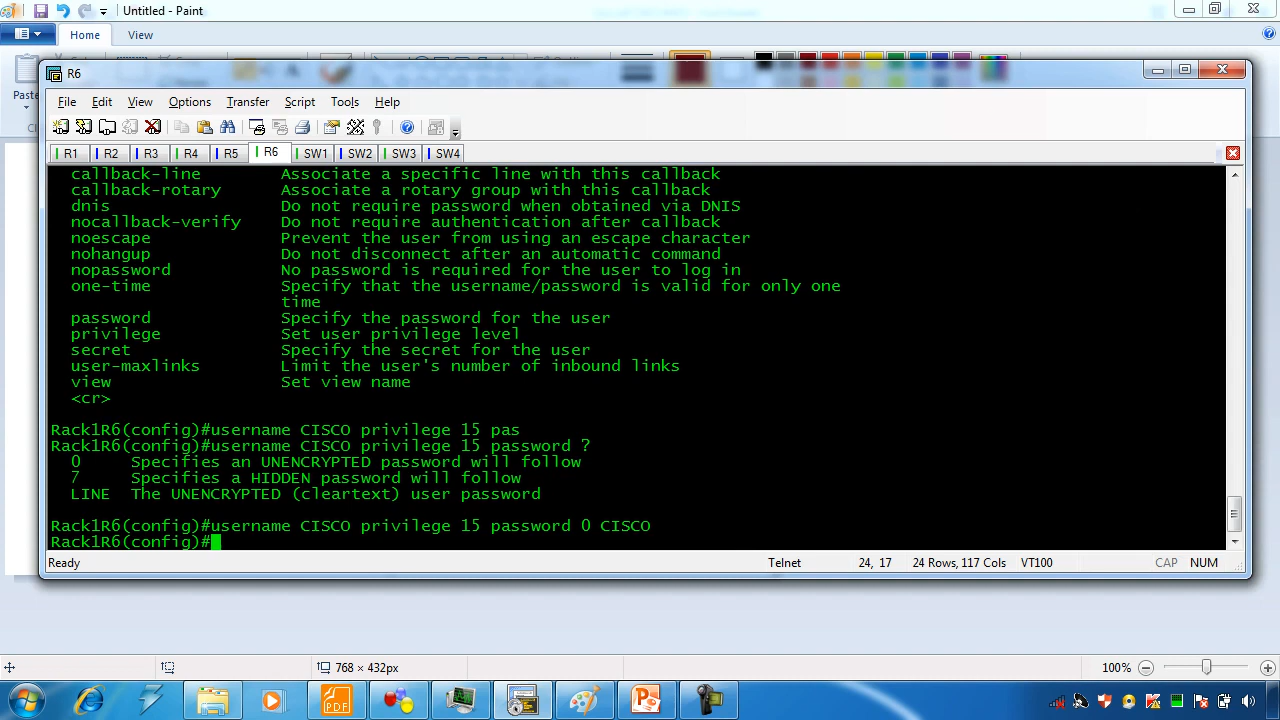 Untitled - Paint
Home
View
Paste
R6
File Edit View Options Transfer Script Tools Help
R1 R2 R3 R4 R5 R6 SW1 SW2 SW3 SW4
callback-line Associate a specific line with this callback
callback-rotary Associate a rotary group with this callback
dnis Do not require password when obtained via DNIS
nocallback-verify Do not require authentication after callback
noescape Prevent the user from using an escape character
nohangup Do not disconnect after an automatic command
nopassword No password is required for the user to log in
one-time Specify that the username/password is valid for only one
time
password Specify the password for the user
privilege Set user privilege level
secret Specify the secret for the user
user-maxlinks Limit the user's number of inbound links
view Set view name
<cr>
Rack1R6(config)#username CISCO privilege 15 pas
Rack1R6(config)#username CISCO privilege 15 password ?
0 Specifies an UNENCRYPTED password will follow
7 Specifies a HIDDEN password will follow
LINE The UNENCRYPTED (cleartext) user password
Rack1R6(config)#username CISCO privilege 15 password 0 CISCO
Rack1R6(config)#
Ready Telnet 24, 17 24 Rows, 117 Cols VT100 CAP NUM
768 × 432px 100%
PDF